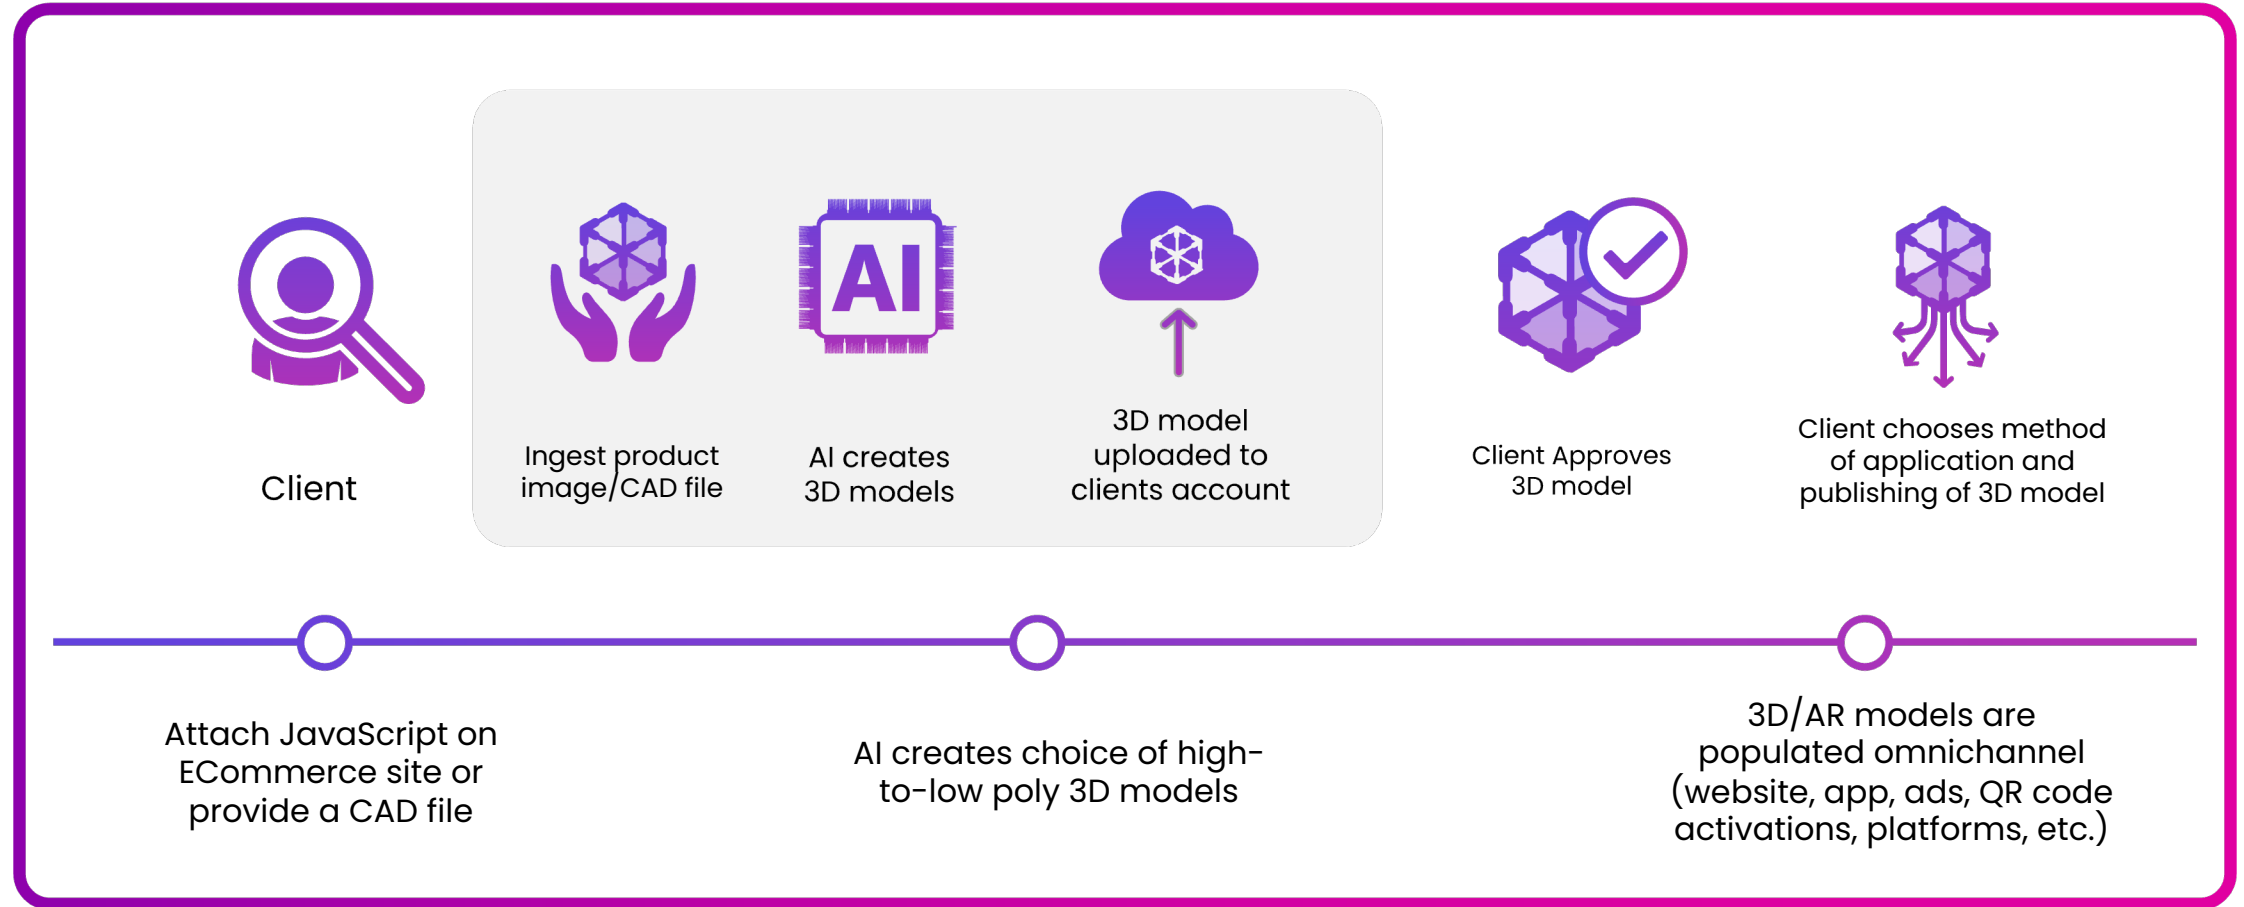 Client
Ingest product
image/CAD file
AI
AI creates
3D models
3D model
uploaded to
clients account
Client Approves
3D model
Client chooses method
of application and
publishing of 3D model
Attach JavaScript on
ECommerce site or
provide a CAD file
AI creates choice of high-
to-low poly 3D models
3D/AR models are
populated omnichannel
(website, app, ads, QR code
activations, platforms, etc.)